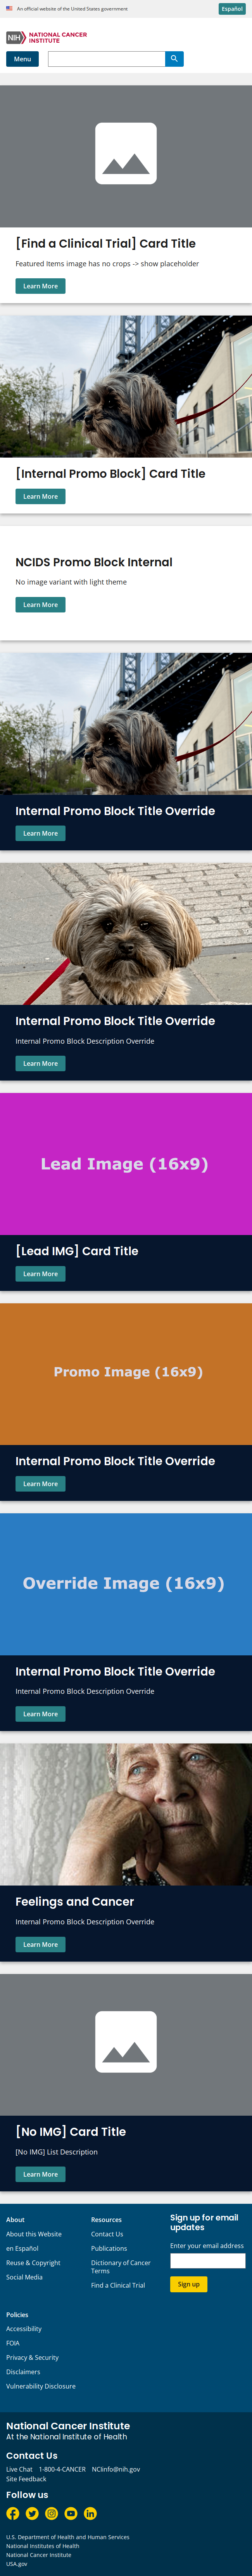 An official website of the United States government
Español
NIH NATIONAL CANCER
INSTITUTE
Menu
[Find a Clinical Trial] Card Title
Featured Items image has no crops -> show placeholder
Learn More
[Internal Promo Block] Card Title
Learn More
NCIDS Promo Block Internal
No image variant with light theme
Learn More
Internal Promo Block Title Override
Learn More
Internal Promo Block Title Override
Internal Promo Block Description Override
Learn More
Lead Image (16x9)
[Lead IMG] Card Title
Learn More
Promo Image (16x9)
Internal Promo Block Title Override
Learn More
Override Image (16x9)
Internal Promo Block Title Override
Internal Promo Block Description Override
Learn More
Feelings and Cancer
Internal Promo Block Description Override
Learn More
[No IMG] Card Title
[No IMG] List Description
Learn More
About
About this Website
en Español
Reuse & Copyright
Social Media
Resources
Contact Us
Publications
Dictionary of Cancer
Terms
Find a Clinical Trial
Sign up for email
updates
Enter your email address
Sign up
Policies
Accessibility
FOIA
Privacy & Security
Disclaimers
Vulnerability Disclosure
National Cancer Institute
At the National Institute of Health
Contact Us
Live Chat 1-800-4-CANCER NCIinfo@nih.gov
Site Feedback
Follow us
U.S. Department of Health and Human Services
National Institutes of Health
National Cancer Institute
USA.gov